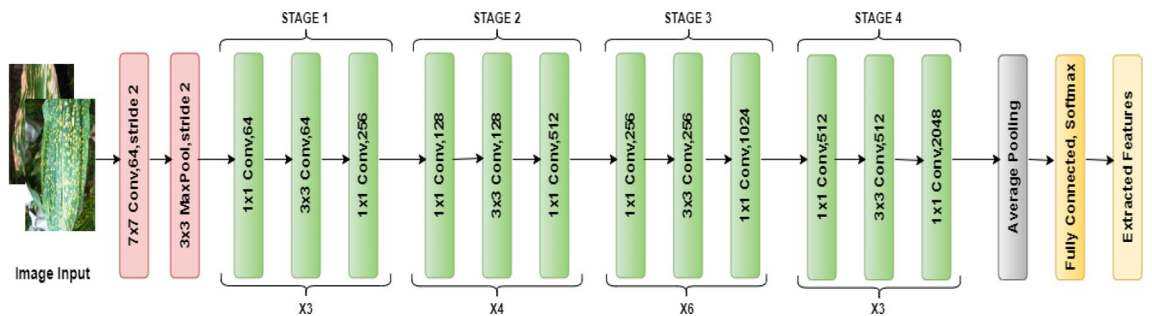 STAGE 1
STAGE 2
STAGE 3
STAGE 4
Image Input
7x7 Conv,64,stride 2
3x3 MaxPool,stride 2
1x1 Conv,64
3x3 Conv,64
1x1 Conv,256
1x1 Conv,128
3x3 Conv,128
1x1 Conv,512
1x1 Conv,256
3x3 Conv,256
1x1 Conv,1024
1x1 Conv,512
3x3 Conv,512
1x1 Conv,2048
Average Pooling
Fully Connected, Softmax
Extracted Features
X3
X4
X6
X3